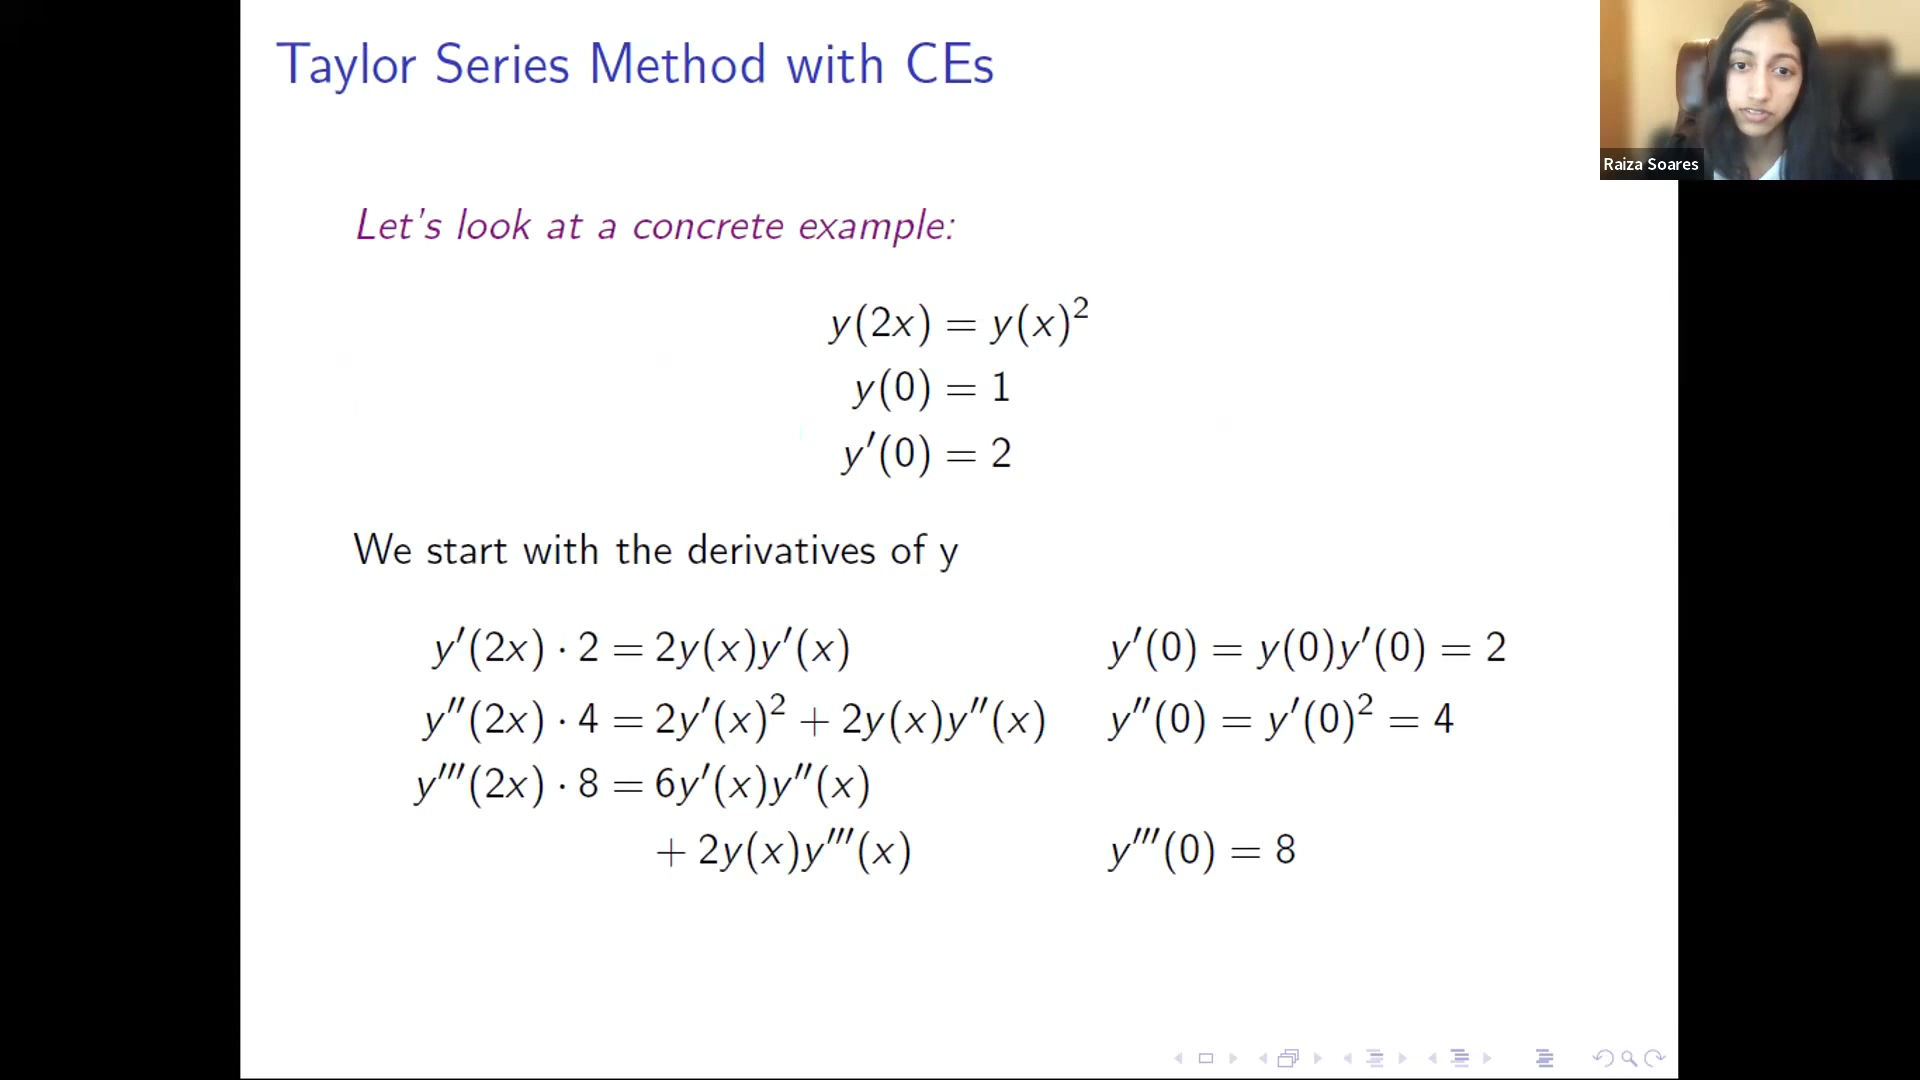 Taylor Series Method with CEs
Raiza Soares
Let's look at a concrete example:
y(2x) = y(x)²
y(0) = 1
y′(0) = 2
We start with the derivatives of y
y′(2x) · 2 = 2y(x)y′(x) y′(0) = y(0)y′(0) = 2
y″(2x) · 4 = 2y′(x)² + 2y(x)y″(x) y″(0) = y′(0)² = 4
y‴(2x) · 8 = 6y′(x)y″(x)
+ 2y(x)y‴(x) y‴(0) = 8